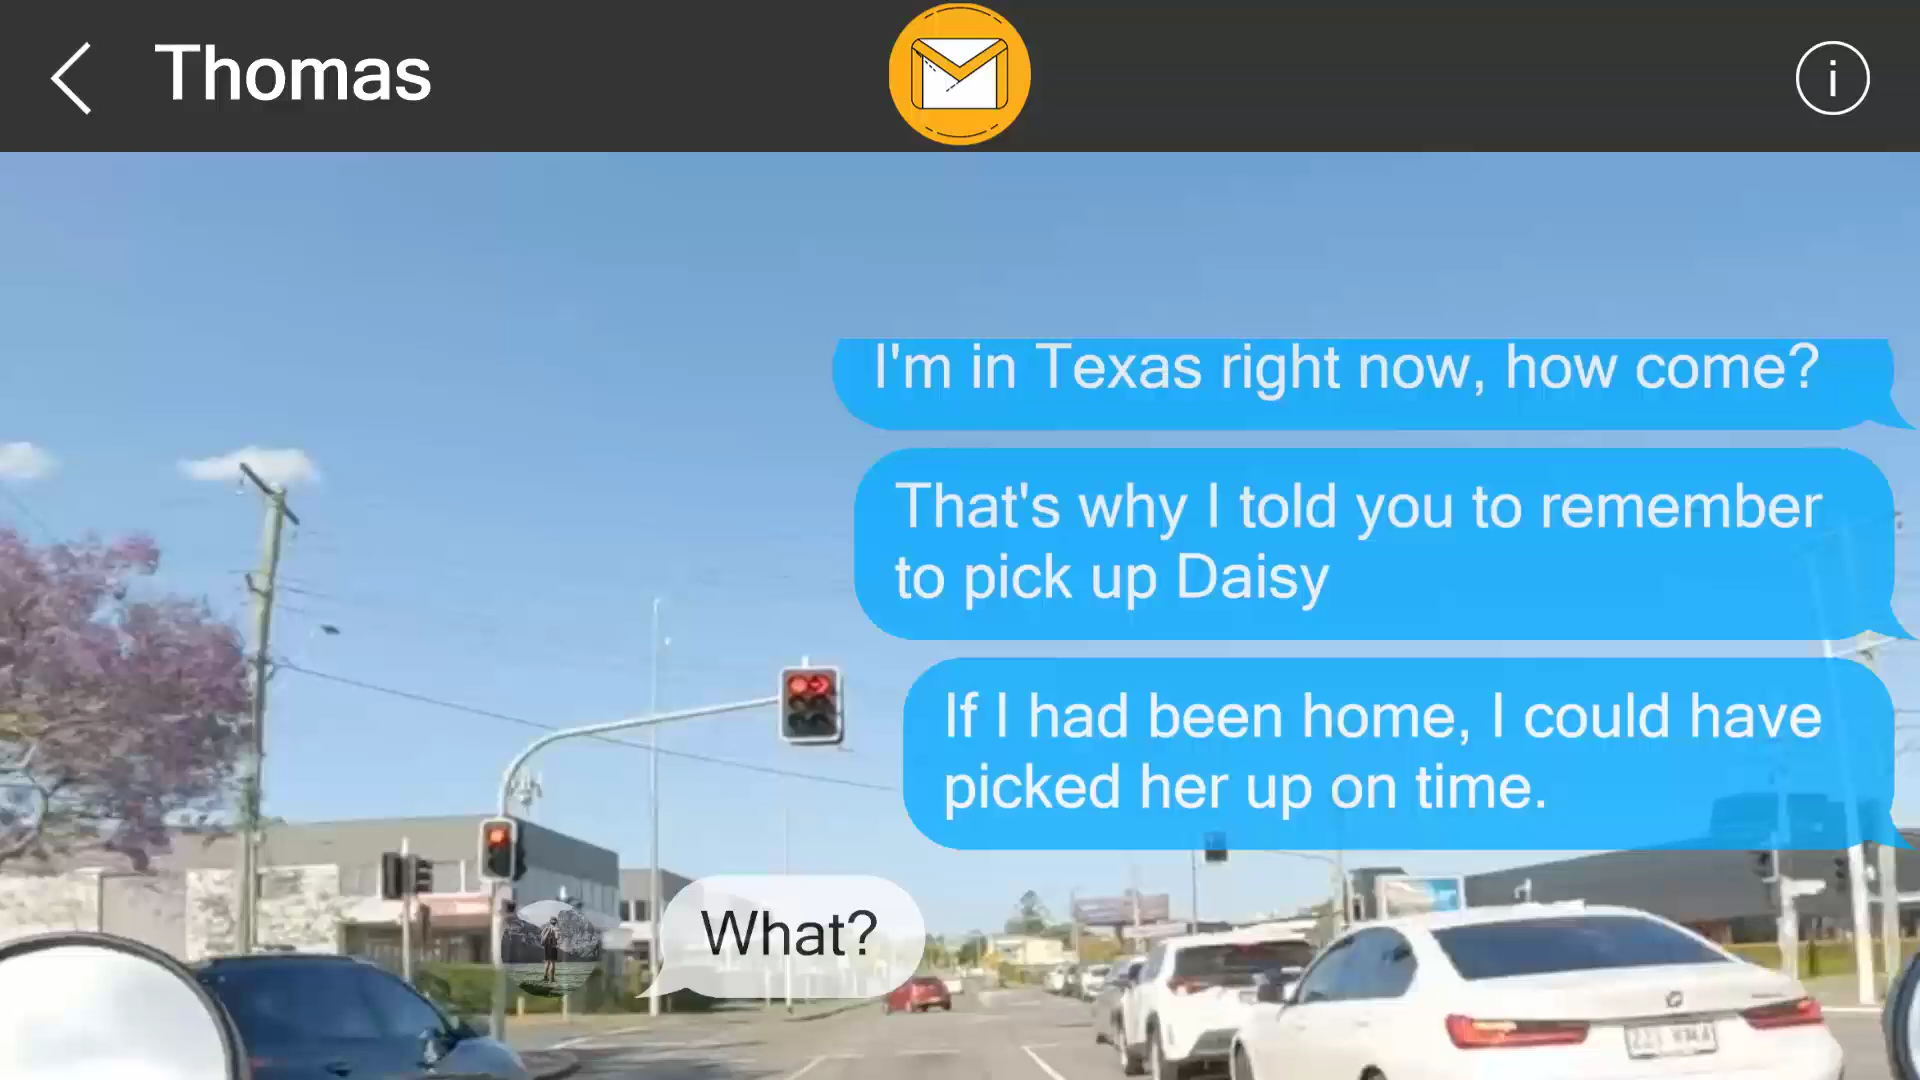 Thomas
I'm in Texas right now, how come?
That's why I told you to remember
to pick up Daisy
If I had been home, I could have
picked her up on time.
What?